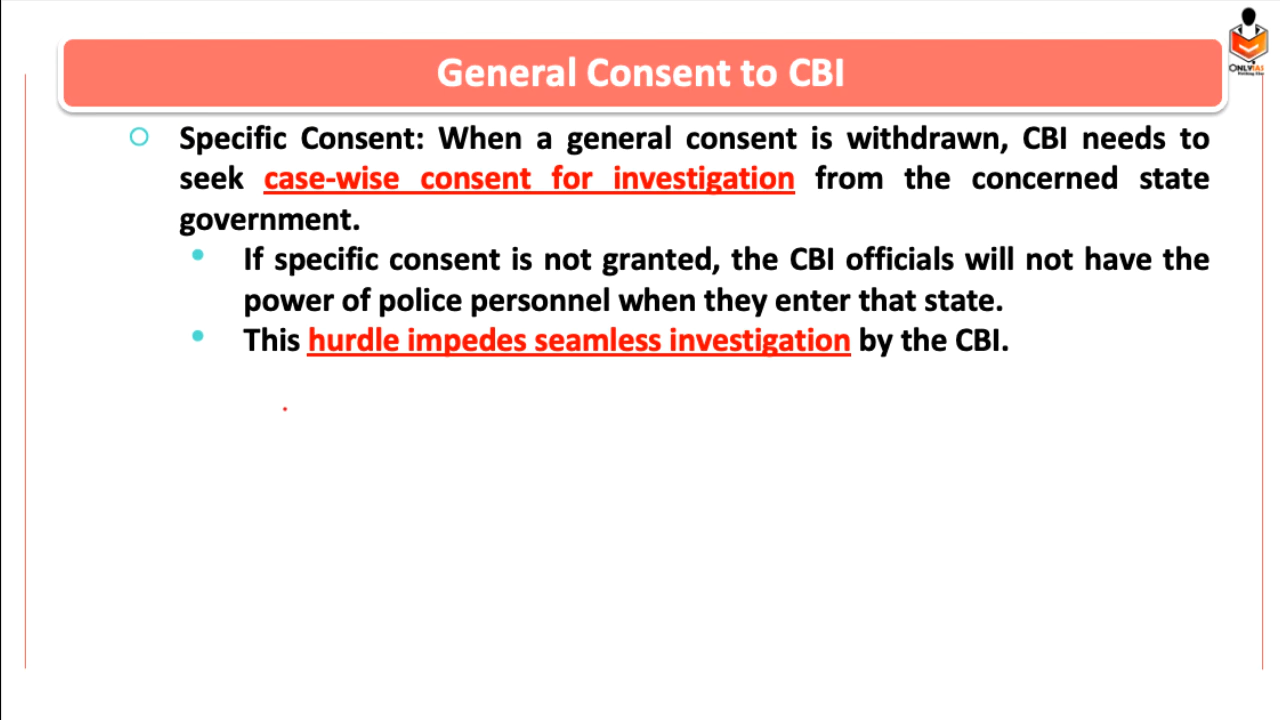 General Consent to CBI
ONLYIAS
Specific Consent: When a general consent is withdrawn, CBI needs to
seek case-wise consent for investigation from the concerned state
government.
If specific consent is not granted, the CBI officials will not have the
power of police personnel when they enter that state.
This hurdle impedes seamless investigation by the CBI.